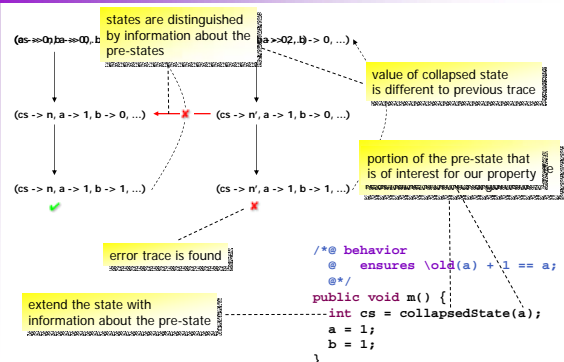 states are distinguished
by information about the
pre-states
b -> 0, ...)
value of collapsed state
is different to previous trace
(cs -> n, a -> 1, b -> 0, ...)
(cs -> n', a -> 1, b -> 0, ...)
portion of the pre-state that
is of interest for our property
(cs -> n, a -> 1, b -> 1, ...)
(cs -> n', a -> 1, b -> 1, ...)
error trace is found
/*@ behavior
@ ensures \old(a) + 1 == a;
@*/
extend the state with
information about the pre-state
public void m() {
int cs = collapsedState(a);
a = 1;
b = 1;
}